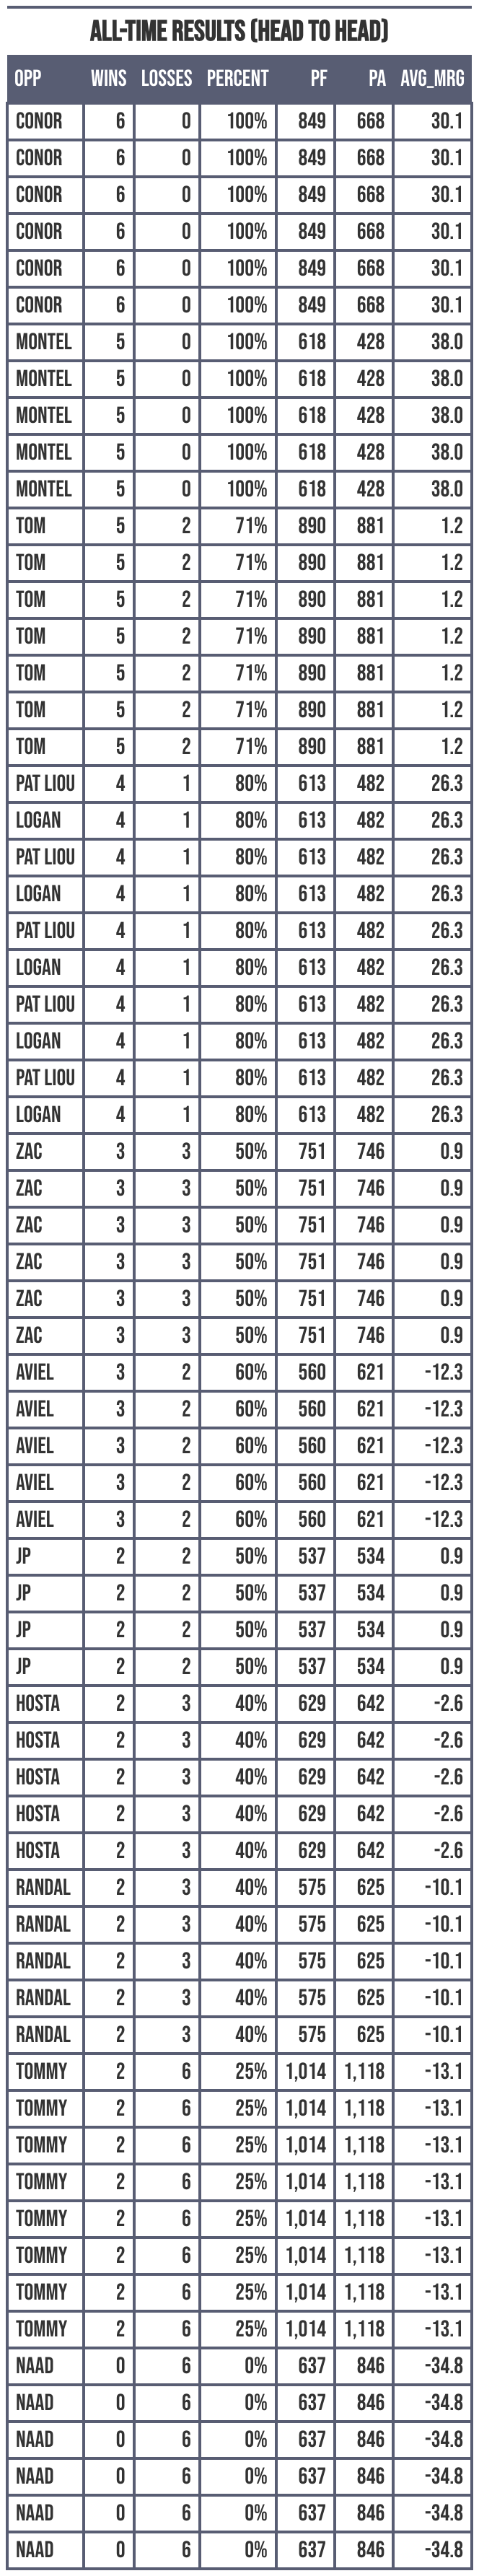 ALL-TIME RESULTS (HEAD TO HEAD)
OPP WINS LOSSES PERCENT PF PA AVG_MRG
CONOR 6 0 100% 849 668 30.1
CONOR 6 0 100% 849 668 30.1
CONOR 6 0 100% 849 668 30.1
CONOR 6 0 100% 849 668 30.1
CONOR 6 0 100% 849 668 30.1
CONOR 6 0 100% 849 668 30.1
MONTEL 5 0 100% 618 428 38.0
MONTEL 5 0 100% 618 428 38.0
MONTEL 5 0 100% 618 428 38.0
MONTEL 5 0 100% 618 428 38.0
MONTEL 5 0 100% 618 428 38.0
TOM 5 2 71% 890 881 1.2
TOM 5 2 71% 890 881 1.2
TOM 5 2 71% 890 881 1.2
TOM 5 2 71% 890 881 1.2
TOM 5 2 71% 890 881 1.2
TOM 5 2 71% 890 881 1.2
TOM 5 2 71% 890 881 1.2
PAT LIOU 4 1 80% 613 482 26.3
LOGAN 4 1 80% 613 482 26.3
PAT LIOU 4 1 80% 613 482 26.3
LOGAN 4 1 80% 613 482 26.3
PAT LIOU 4 1 80% 613 482 26.3
LOGAN 4 1 80% 613 482 26.3
PAT LIOU 4 1 80% 613 482 26.3
LOGAN 4 1 80% 613 482 26.3
PAT LIOU 4 1 80% 613 482 26.3
LOGAN 4 1 80% 613 482 26.3
ZAC 3 3 50% 751 746 0.9
ZAC 3 3 50% 751 746 0.9
ZAC 3 3 50% 751 746 0.9
ZAC 3 3 50% 751 746 0.9
ZAC 3 3 50% 751 746 0.9
ZAC 3 3 50% 751 746 0.9
AVIEL 3 2 60% 560 621 -12.3
AVIEL 3 2 60% 560 621 -12.3
AVIEL 3 2 60% 560 621 -12.3
AVIEL 3 2 60% 560 621 -12.3
AVIEL 3 2 60% 560 621 -12.3
JP 2 2 50% 537 534 0.9
JP 2 2 50% 537 534 0.9
JP 2 2 50% 537 534 0.9
JP 2 2 50% 537 534 0.9
HOSTA 2 3 40% 629 642 -2.6
HOSTA 2 3 40% 629 642 -2.6
HOSTA 2 3 40% 629 642 -2.6
HOSTA 2 3 40% 629 642 -2.6
HOSTA 2 3 40% 629 642 -2.6
RANDAL 2 3 40% 575 625 -10.1
RANDAL 2 3 40% 575 625 -10.1
RANDAL 2 3 40% 575 625 -10.1
RANDAL 2 3 40% 575 625 -10.1
RANDAL 2 3 40% 575 625 -10.1
TOMMY 2 6 25% 1,014 1,118 -13.1
TOMMY 2 6 25% 1,014 1,118 -13.1
TOMMY 2 6 25% 1,014 1,118 -13.1
TOMMY 2 6 25% 1,014 1,118 -13.1
TOMMY 2 6 25% 1,014 1,118 -13.1
TOMMY 2 6 25% 1,014 1,118 -13.1
TOMMY 2 6 25% 1,014 1,118 -13.1
TOMMY 2 6 25% 1,014 1,118 -13.1
NAAD 0 6 0% 637 846 -34.8
NAAD 0 6 0% 637 846 -34.8
NAAD 0 6 0% 637 846 -34.8
NAAD 0 6 0% 637 846 -34.8
NAAD 0 6 0% 637 846 -34.8
NAAD 0 6 0% 637 846 -34.8